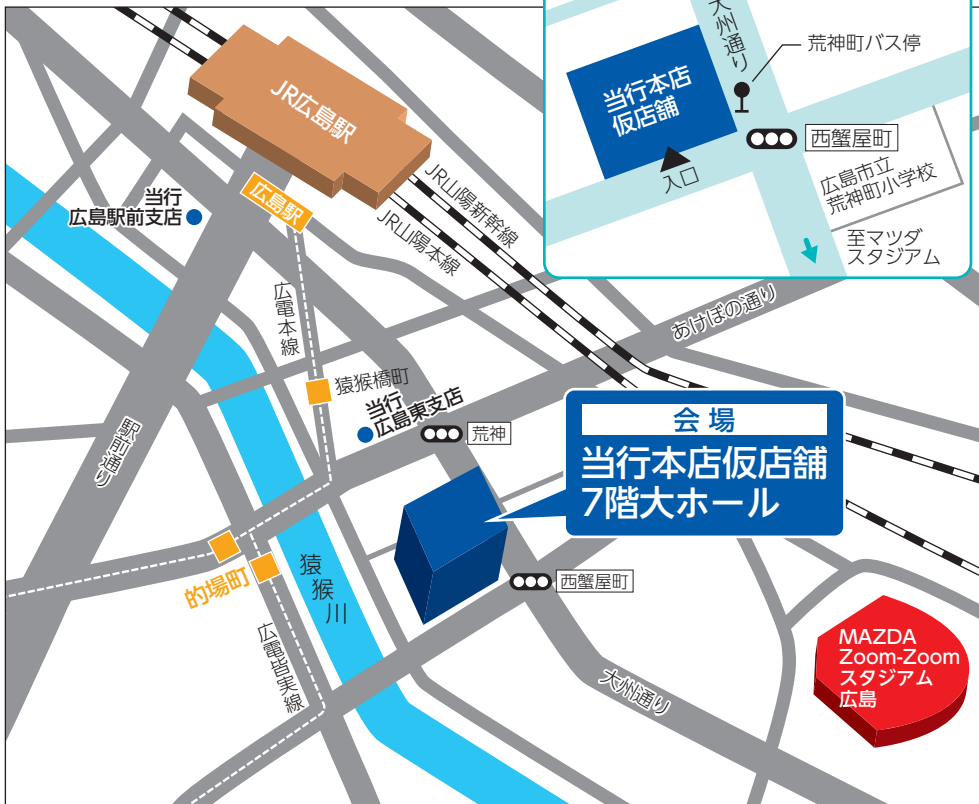 大州通り
荒神町バス停
当行本店
仮店舗
西蟹屋町
入口
広島市立
荒神町小学校
至マツダ
スタジアム
JR広島駅
広島駅
当行
広島駅前支店
JR山陽新幹線
JR山陽本線
広電本線
あけぼの通り
猿猴橋町
当行
広島東支店
荒神
駅前通り
会場
当行本店仮店舗
7階大ホール
的場町
猿猴川
西蟹屋町
広電皆実線
大州通り
MAZDA
Zoom-Zoom
スタジアム
広島